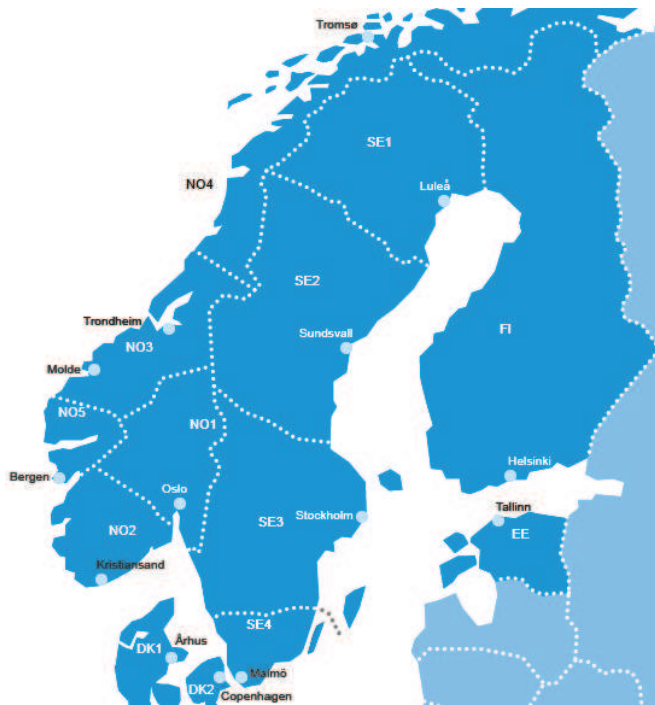 Tromsø
SE1
NO4
Luleå
SE2
Trondheim
FI
Sundsvall
NO3
Molde
NO5
NO1
Bergen
Helsinki
Oslo
Stockholm
SE3
Tallinn
NO2
EE
Kristiansand
SE4
Århus
DK1
Malmö
DK2
Copenhagen